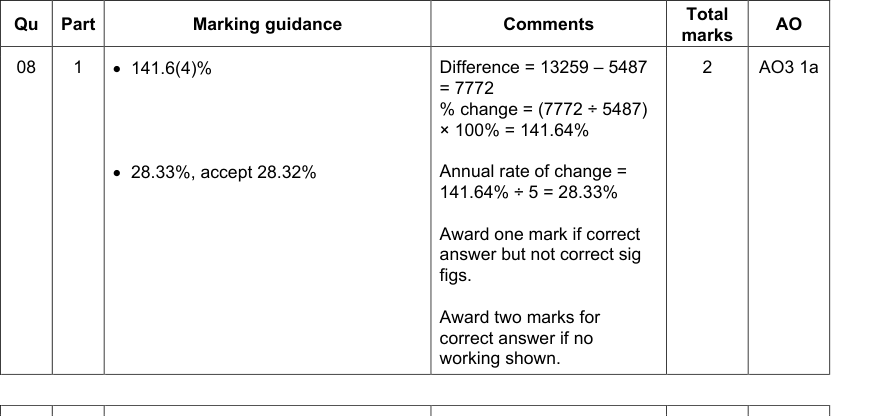 Qu Part Marking guidance Comments Total marks AO
08 1 • 141.6(4)% Difference = 13259 – 5487 2 AO3 1a
= 7772
% change = (7772 ÷ 5487)
× 100% = 141.64%
• 28.33%, accept 28.32% Annual rate of change =
141.64% ÷ 5 = 28.33%
Award one mark if correct
answer but not correct sig
figs.
Award two marks for
correct answer if no
working shown.